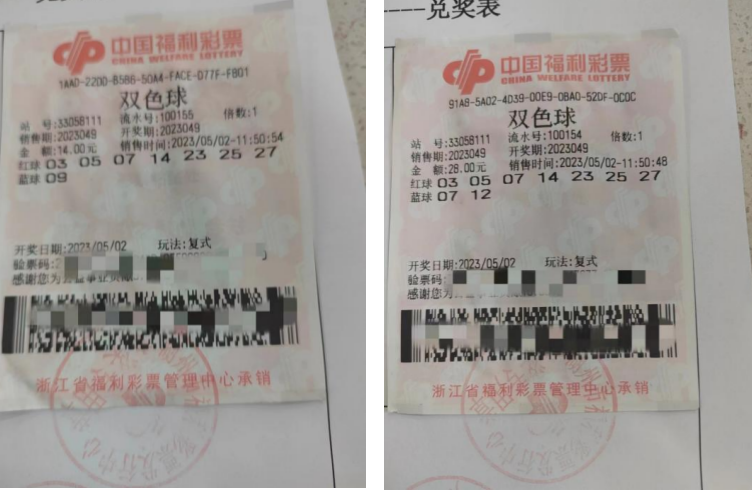 中国福利彩票
CHINA WELFARE LOTTERY
1AAD-22DD-B5B6-50A4-FACE-D77F-FB01
双色球
站 号:33058111 流水号:100155 倍数:1
销售期:2023049 开奖期:2023049
金 额:14.00元 销售时间:2023/05/02-11:50:54
红球 03 05 07 14 23 25 27
蓝球 09
开奖日期:2023/05/02 玩法:复式
验票码:2
感谢您为
浙江省福利彩票管理中心承销
----兑奖表
中国福利彩票
CHINA WELFARE LOTTERY
91A8-5A02-4D39-00E9-08A0-52DF-0C0C
双色球
站 号:33058111 流水号:100154 倍数:1
销售期:2023049 开奖期:2023049
金 额:28.00元 销售时间:2023/05/02-11:50:48
红球 03 05 07 14 23 25 27
蓝球 07 12
开奖日期:2023/05/02 玩法:复式
验票码:
感谢您为
浙江省福利彩票管理中心承销